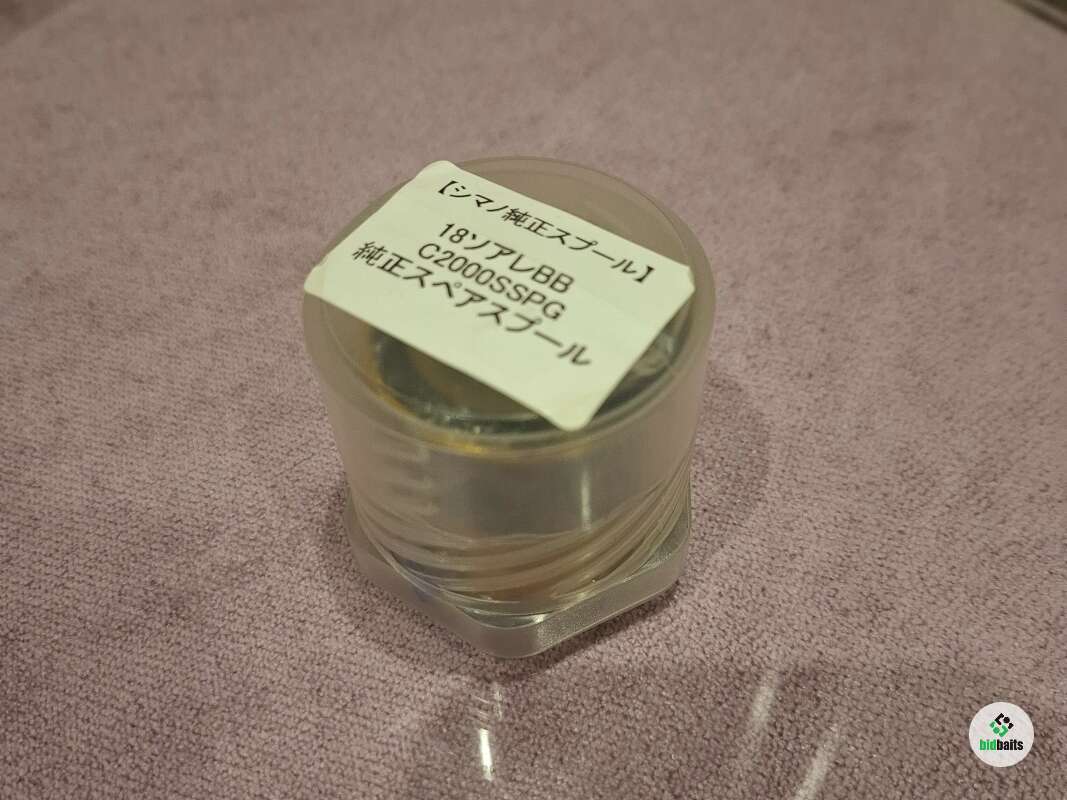 【シマノ純正スプール】
18ソアレBB
C2000SSPG
純正スペアスプール
bidbaits